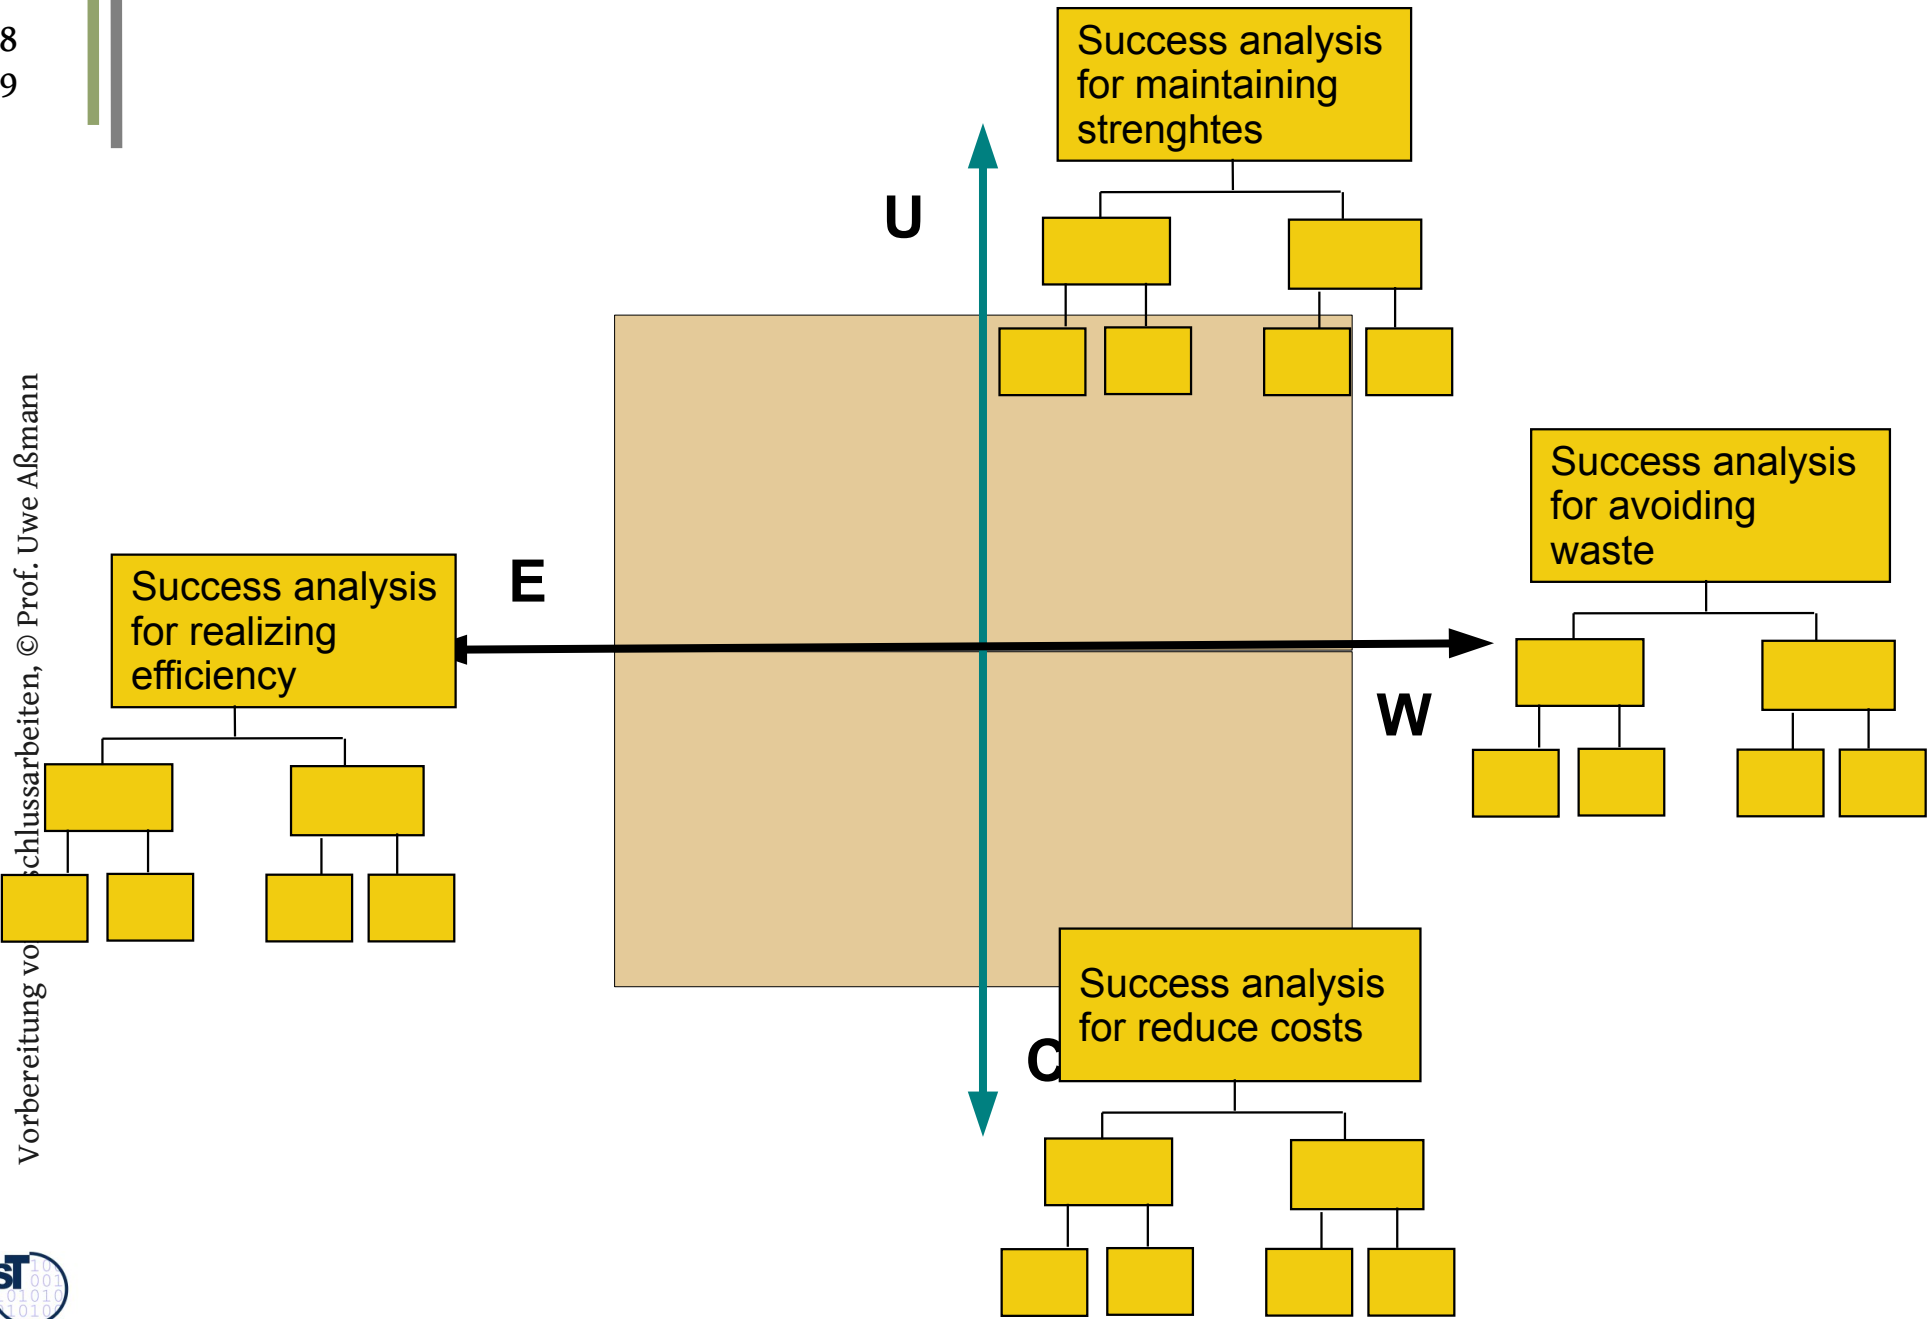 8
9
Success analysis
for maintaining
strenghtes
U
Success analysis
for avoiding
waste
E
Success analysis
for realizing
efficiency
W
Success analysis
for reduce costs
C
Vorbereitung vo schlussarbeiten, © Prof. Uwe Aßmann
sT